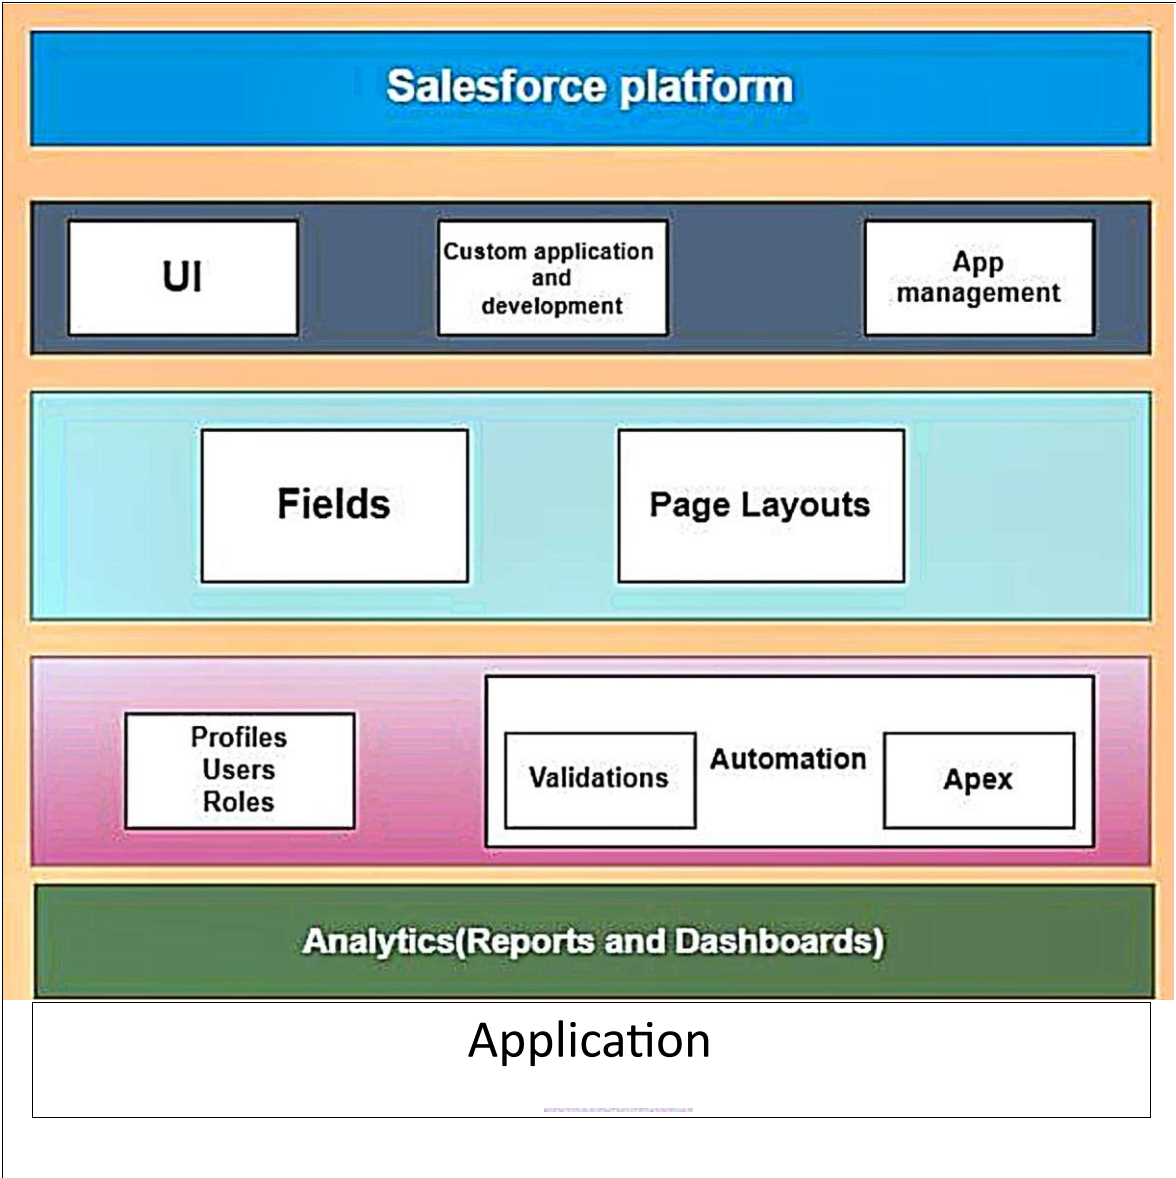 Salesforce platform
UI
Custom application
and
development
App
management
Fields
Page Layouts
Profiles
Users
Roles
Validations
Automation
Apex
Analytics(Reports and Dashboards)
Application